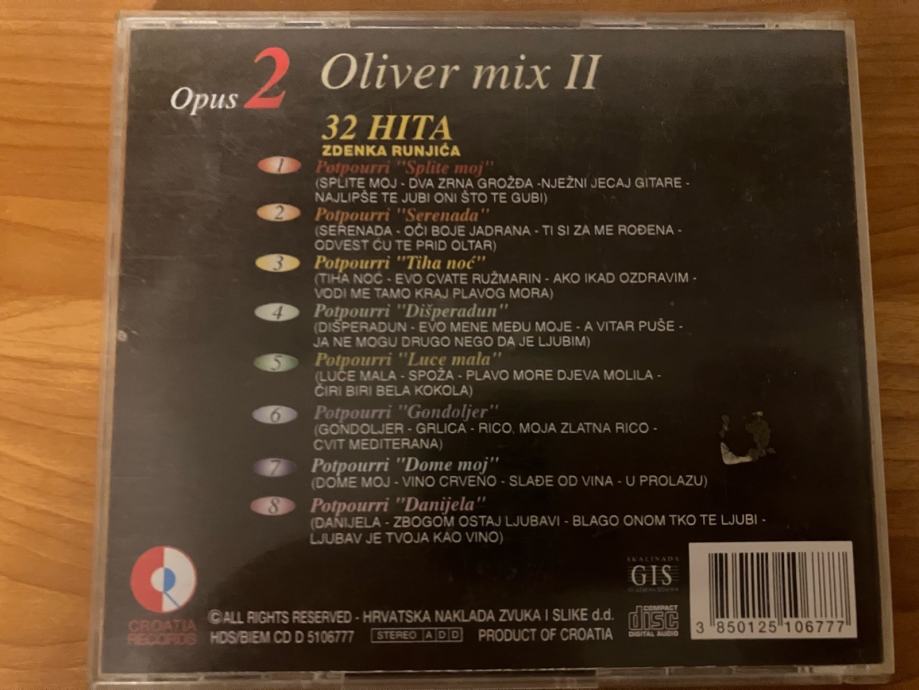 Opus 2 Oliver mix II
32 HITA
ZDENKA RUNJIĆA
1 Potpourri "Splite moj"
(SPLITE MOJ - DVA ZRNA GROŽĐA -NJEŽNI JECAJ GITARE -
NAJLIPŠE TE JUBI ONI ŠTO TE GUBI)
2 Potpourri "Serenada"
(SERENADA - OČI BOJE JADRANA - TI SI ZA ME ROĐENA -
ODVEST ĆU TE PRID OLTAR)
3 Potpourri "Tiha noć"
(TIHA NOĆ - EVO CVATE RUŽMARIN - AKO IKAD OZDRAVIM -
VODI ME TAMO KRAJ PLAVOG MORA)
4 Potpourri "Dišperadun"
(DIŠPERADUN - EVO MENE MEĐU MOJE - A VITAR PUŠE -
JA NE MOGU DRUGO NEGO DA JE LJUBIM)
5 Potpourri "Luce mala"
(LUCE MALA - SPOŽA - PLAVO MORE DJEVA MOLILA -
ĆIRI BIRI BELA KOKOLA)
6 Potpourri "Gondoljer"
(GONDOLJER - GRLICA - RICO, MOJA ZLATNA RICO -
CVIT MEDITERANA)
7 Potpourri "Dome moj"
(DOME MOJ - VINO CRVENO - SLAĐE OD VINA - U PROLAZU)
8 Potpourri "Danijela"
(DANIJELA - ZBOGOM OSTAJ LJUBAVI - BLAGO ONOM TKO TE LJUBI -
LJUBAV JE TVOJA KAO VINO)
CROATIA
RECORDS
©ALL RIGHTS RESERVED - HRVATSKA NAKLADA ZVUKA I SLIKE d.d.
HDS/BIEM CD D 5106777 STEREO A D D PRODUCT OF CROATIA
SKALINADA
GIS
COMPACT
disc
DIGITAL AUDIO
3 850125 106777